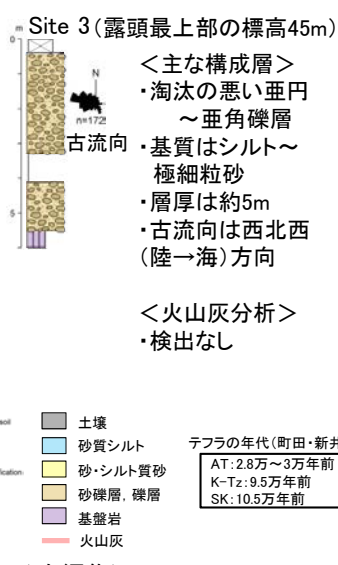 Site 3(露頭最上部の標高45m)
m
0
5
N
n=172
古流向
<主な構成層>
・淘汰の悪い亜円
～亜角礫層
・基質はシルト～
極細粒砂
・層厚は約5m
・古流向は西北西
(陸→海)方向
<火山灰分析>
・検出なし
soil
土壌
砂質シルト
砂・シルト質砂
砂礫層,礫層
基盤岩
火山灰
テフラの年代(町田・新井
AT:2.8万～3万年前
K-Tz:9.5万年前
SK:10.5万年前